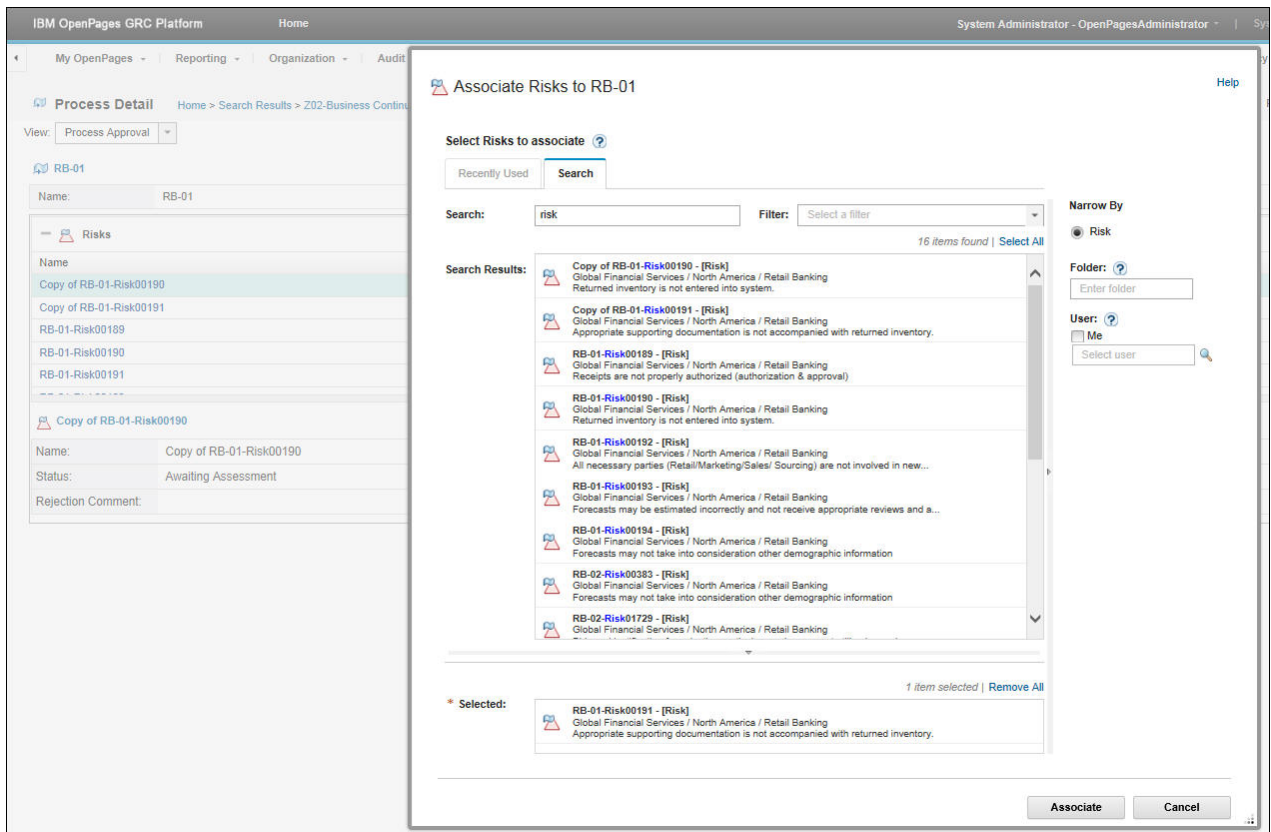 IBM OpenPages GRC Platform
Home
System Administrator - OpenPagesAdministrator
My OpenPages
Reporting
Organization
Audit
Process Detail
Home > Search Results > Z02-Business Continu
View:
Process Approval
RB-01
Name:
RB-01
Risks
Name
Copy of RB-01-Risk00190
Copy of RB-01-Risk00191
RB-01-Risk00189
RB-01-Risk00190
RB-01-Risk00191
Copy of RB-01-Risk00190
Name:
Copy of RB-01-Risk00190
Status:
Awaiting Assessment
Rejection Comment:
Associate Risks to RB-01
Help
Select Risks to associate ?
Recently Used
Search
Search:
risk
Filter:
Select a filter
16 items found | Select All
Search Results:
Copy of RB-01-Risk00190 - [Risk]
Global Financial Services / North America / Retail Banking
Returned inventory is not entered into system.
Copy of RB-01-Risk00191 - [Risk]
Global Financial Services / North America / Retail Banking
Appropriate supporting documentation is not accompanied with returned inventory.
RB-01-Risk00189 - [Risk]
Global Financial Services / North America / Retail Banking
Receipts are not properly authorized (authorization & approval)
RB-01-Risk00190 - [Risk]
Global Financial Services / North America / Retail Banking
Returned inventory is not entered into system.
RB-01-Risk00192 - [Risk]
Global Financial Services / North America / Retail Banking
All necessary parties (Retail/Marketing/Sales/ Sourcing) are not involved in new...
RB-01-Risk00193 - [Risk]
Global Financial Services / North America / Retail Banking
Forecasts may be estimated incorrectly and not receive appropriate reviews and a...
RB-01-Risk00194 - [Risk]
Global Financial Services / North America / Retail Banking
Forecasts may not take into consideration other demographic information
RB-02-Risk00383 - [Risk]
Global Financial Services / North America / Retail Banking
Forecasts may not take into consideration other demographic information
RB-02-Risk01729 - [Risk]
Global Financial Services / North America / Retail Banking
1 item selected | Remove All
* Selected:
RB-01-Risk00191 - [Risk]
Global Financial Services / North America / Retail Banking
Appropriate supporting documentation is not accompanied with returned inventory.
Narrow By
Risk
Folder: ?
Enter folder
User: ?
Me
Select user
Associate
Cancel